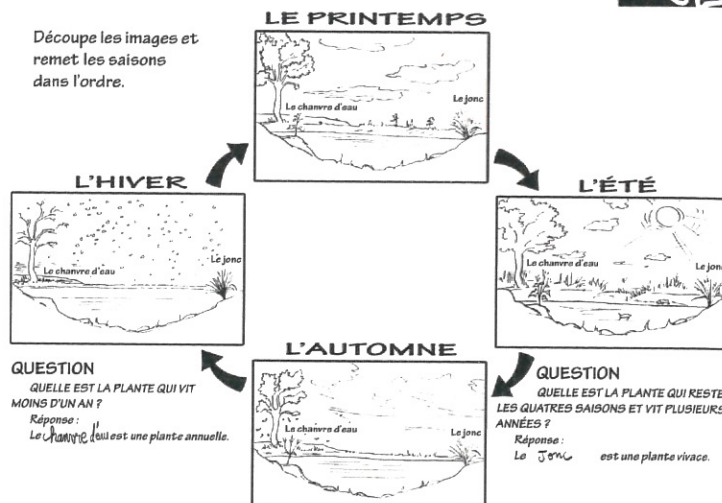 Découpe les images et
remet les saisons
dans l'ordre.
LE PRINTEMPS
Le chanvre d'eau
Le jonc
L'HIVER
Le chanvre d'eau
Le jonc
L'ÉTÉ
Le chanvre d'eau
Le jonc
L'AUTOMNE
Le chanvre d'eau
Le jonc
QUESTION
QUELLE EST LA PLANTE QUI VIT
MOINS D'UN AN ?
Réponse :
Le chanvre d'eau est une plante annuelle.
QUESTION
QUELLE EST LA PLANTE QUI RESTE
LES QUATRES SAISONS ET VIT PLUSIEURS
ANNÉES ?
Réponse :
Le Jonc est une plante vivace.